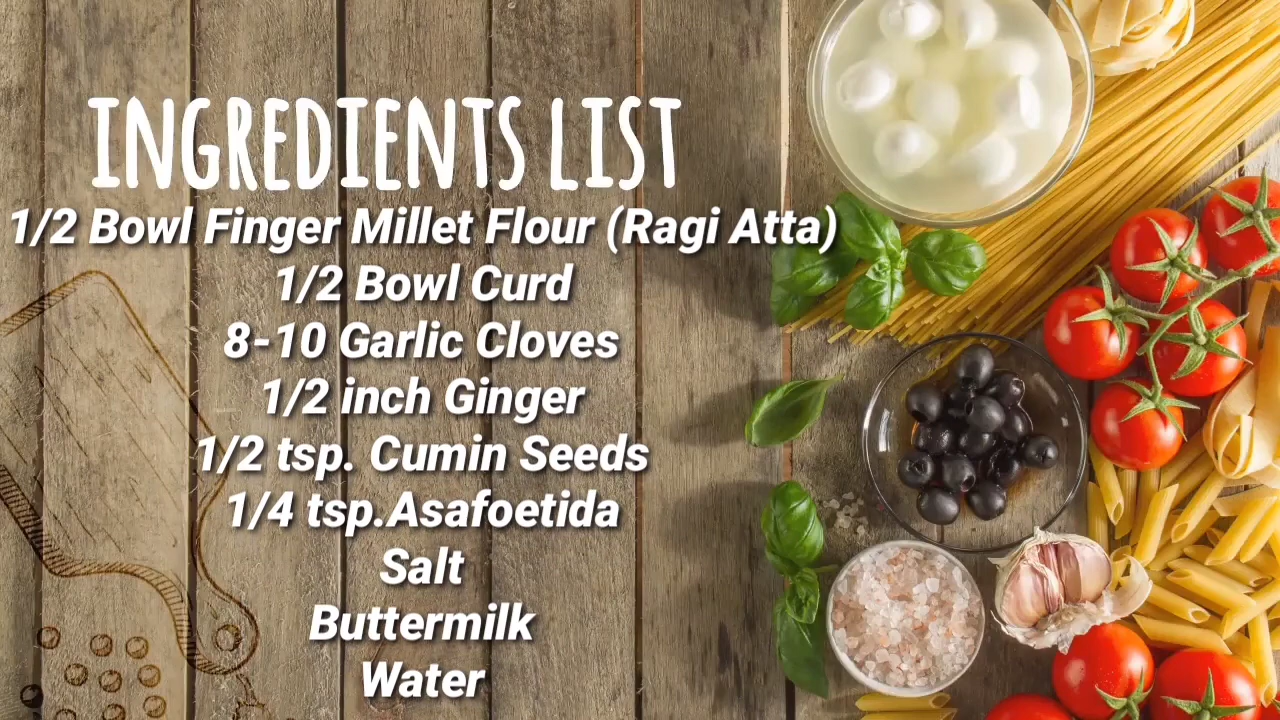 INGREDIENTS LIST
1/2 Bowl Finger Millet Flour (Ragi Atta)
1/2 Bowl Curd
8-10 Garlic Cloves
1/2 inch Ginger
1/2 tsp. Cumin Seeds
1/4 tsp.Asafoetida
Salt
Buttermilk
Water